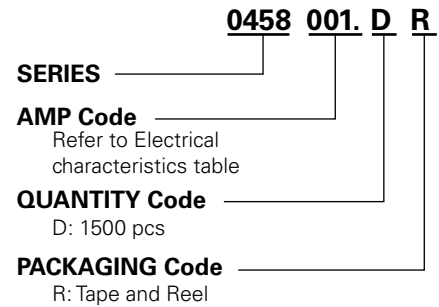 0458 001. D R
SERIES
AMP Code
Refer to Electrical
characteristics table
QUANTITY Code
D: 1500 pcs
PACKAGING Code
R: Tape and Reel